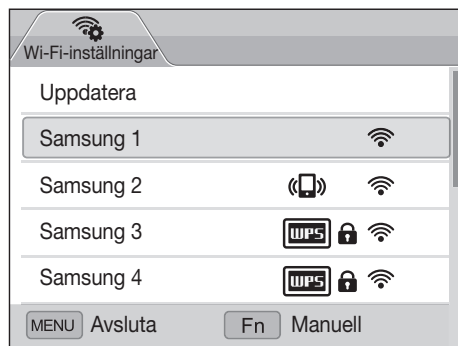 Wi-Fi-inställningar
Uppdatera
Samsung 1
Samsung 2
Samsung 3 WPS
Samsung 4 WPS
MENU Avsluta Fn Manuell